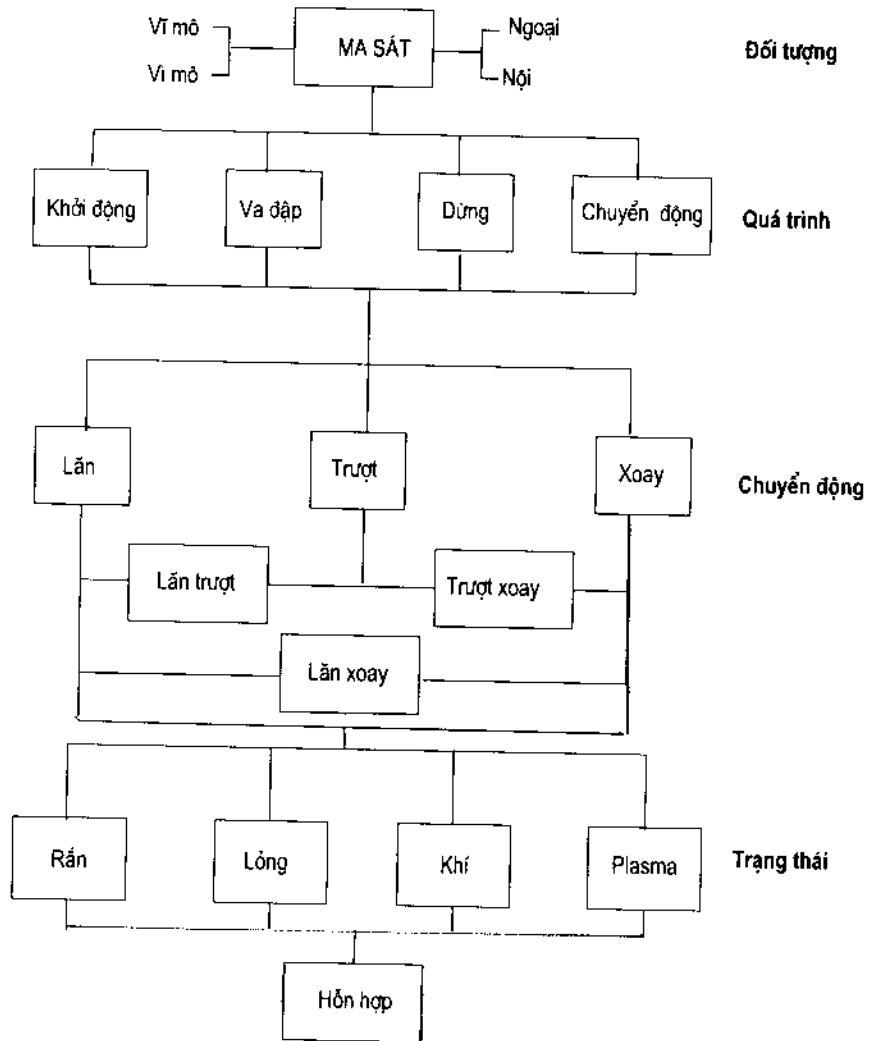 Vĩ mô
Vi mô
MA SÁT
Ngoại
Nội
Đối tượng
Khởi động
Va đập
Dừng
Chuyển động
Quá trình
Lăn
Trượt
Xoay
Chuyển động
Lăn trượt
Trượt xoay
Lăn xoay
Rắn
Lỏng
Khí
Plasma
Trạng thái
Hỗn hợp